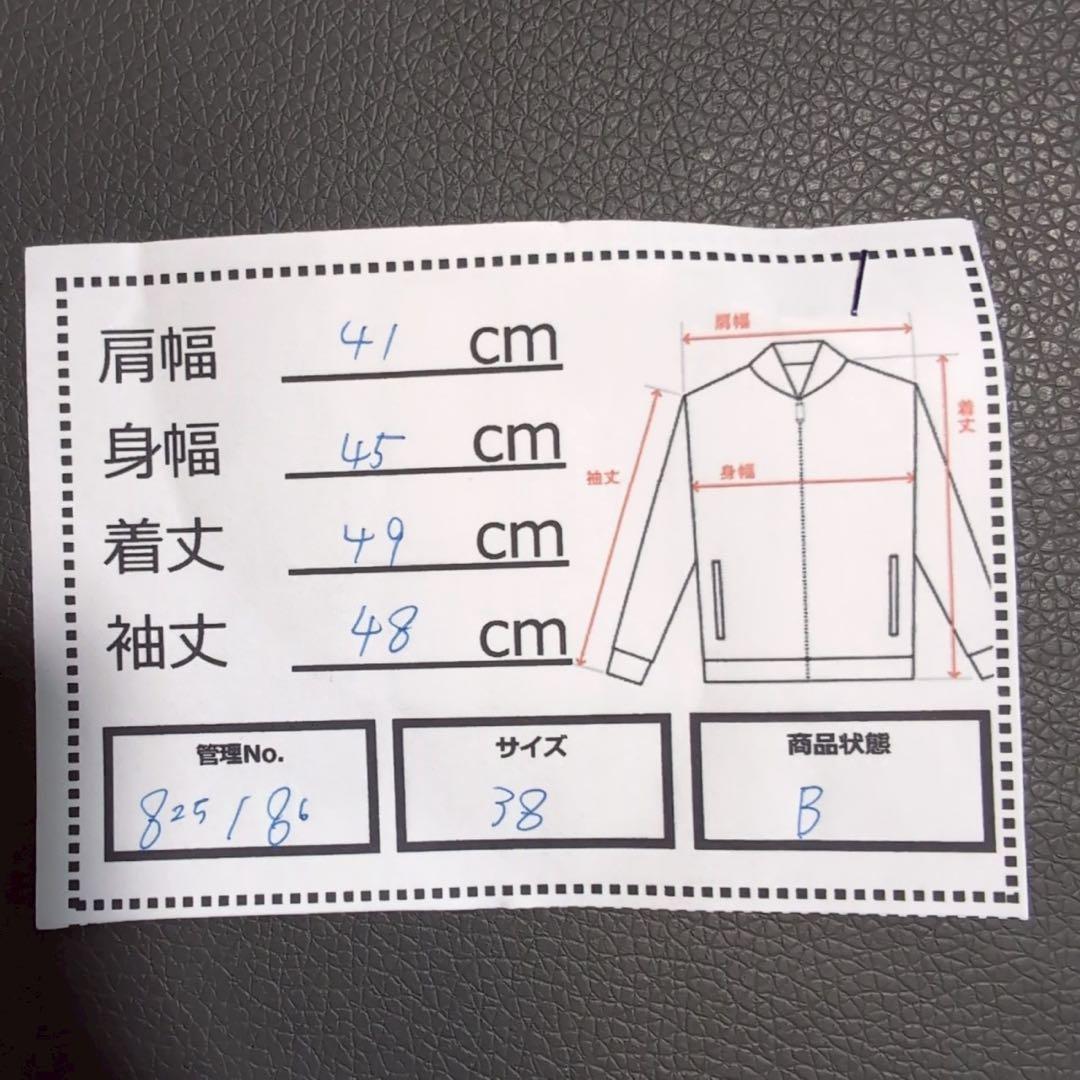 肩幅 41 cm
身幅 45 cm
着丈 49 cm
袖丈 48 cm
肩幅
着丈
袖丈
身幅
管理No.
825186
サイズ
38
商品状態
B